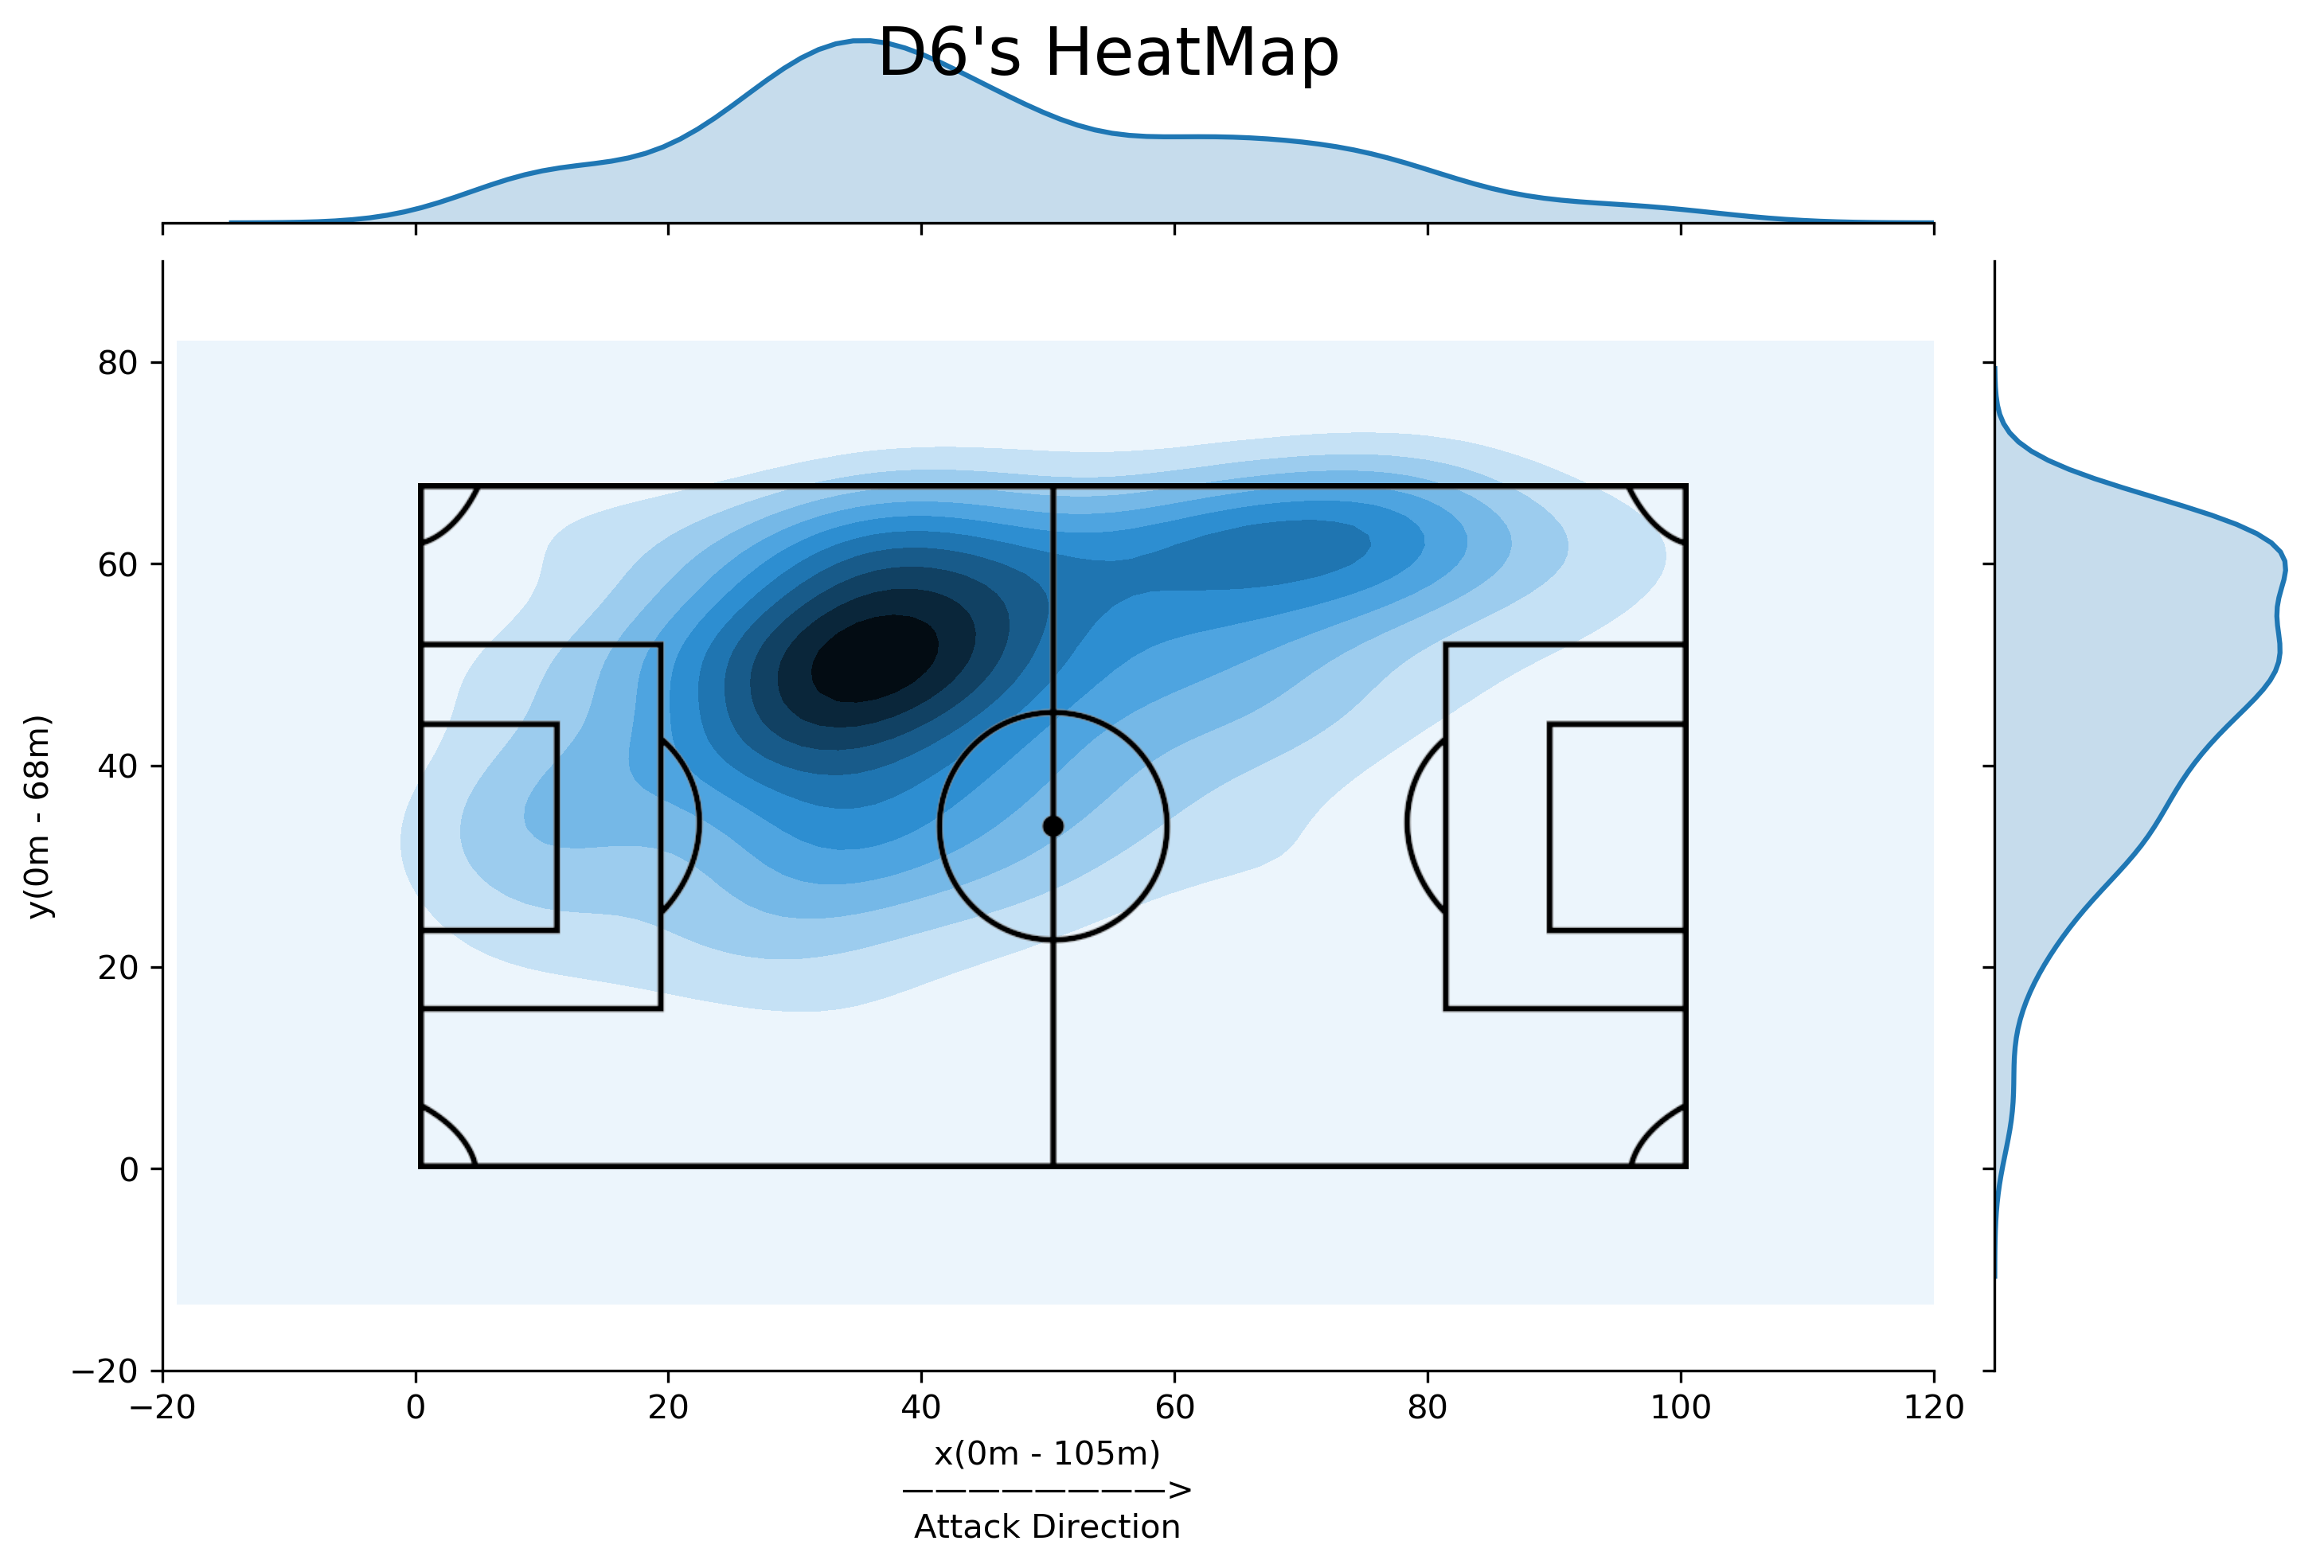 D6's HeatMap
80
60
40
20
0
−20
y(0m - 68m)
−20 0 20 40 60 80 100 120
x(0m - 105m)
————————>
Attack Direction